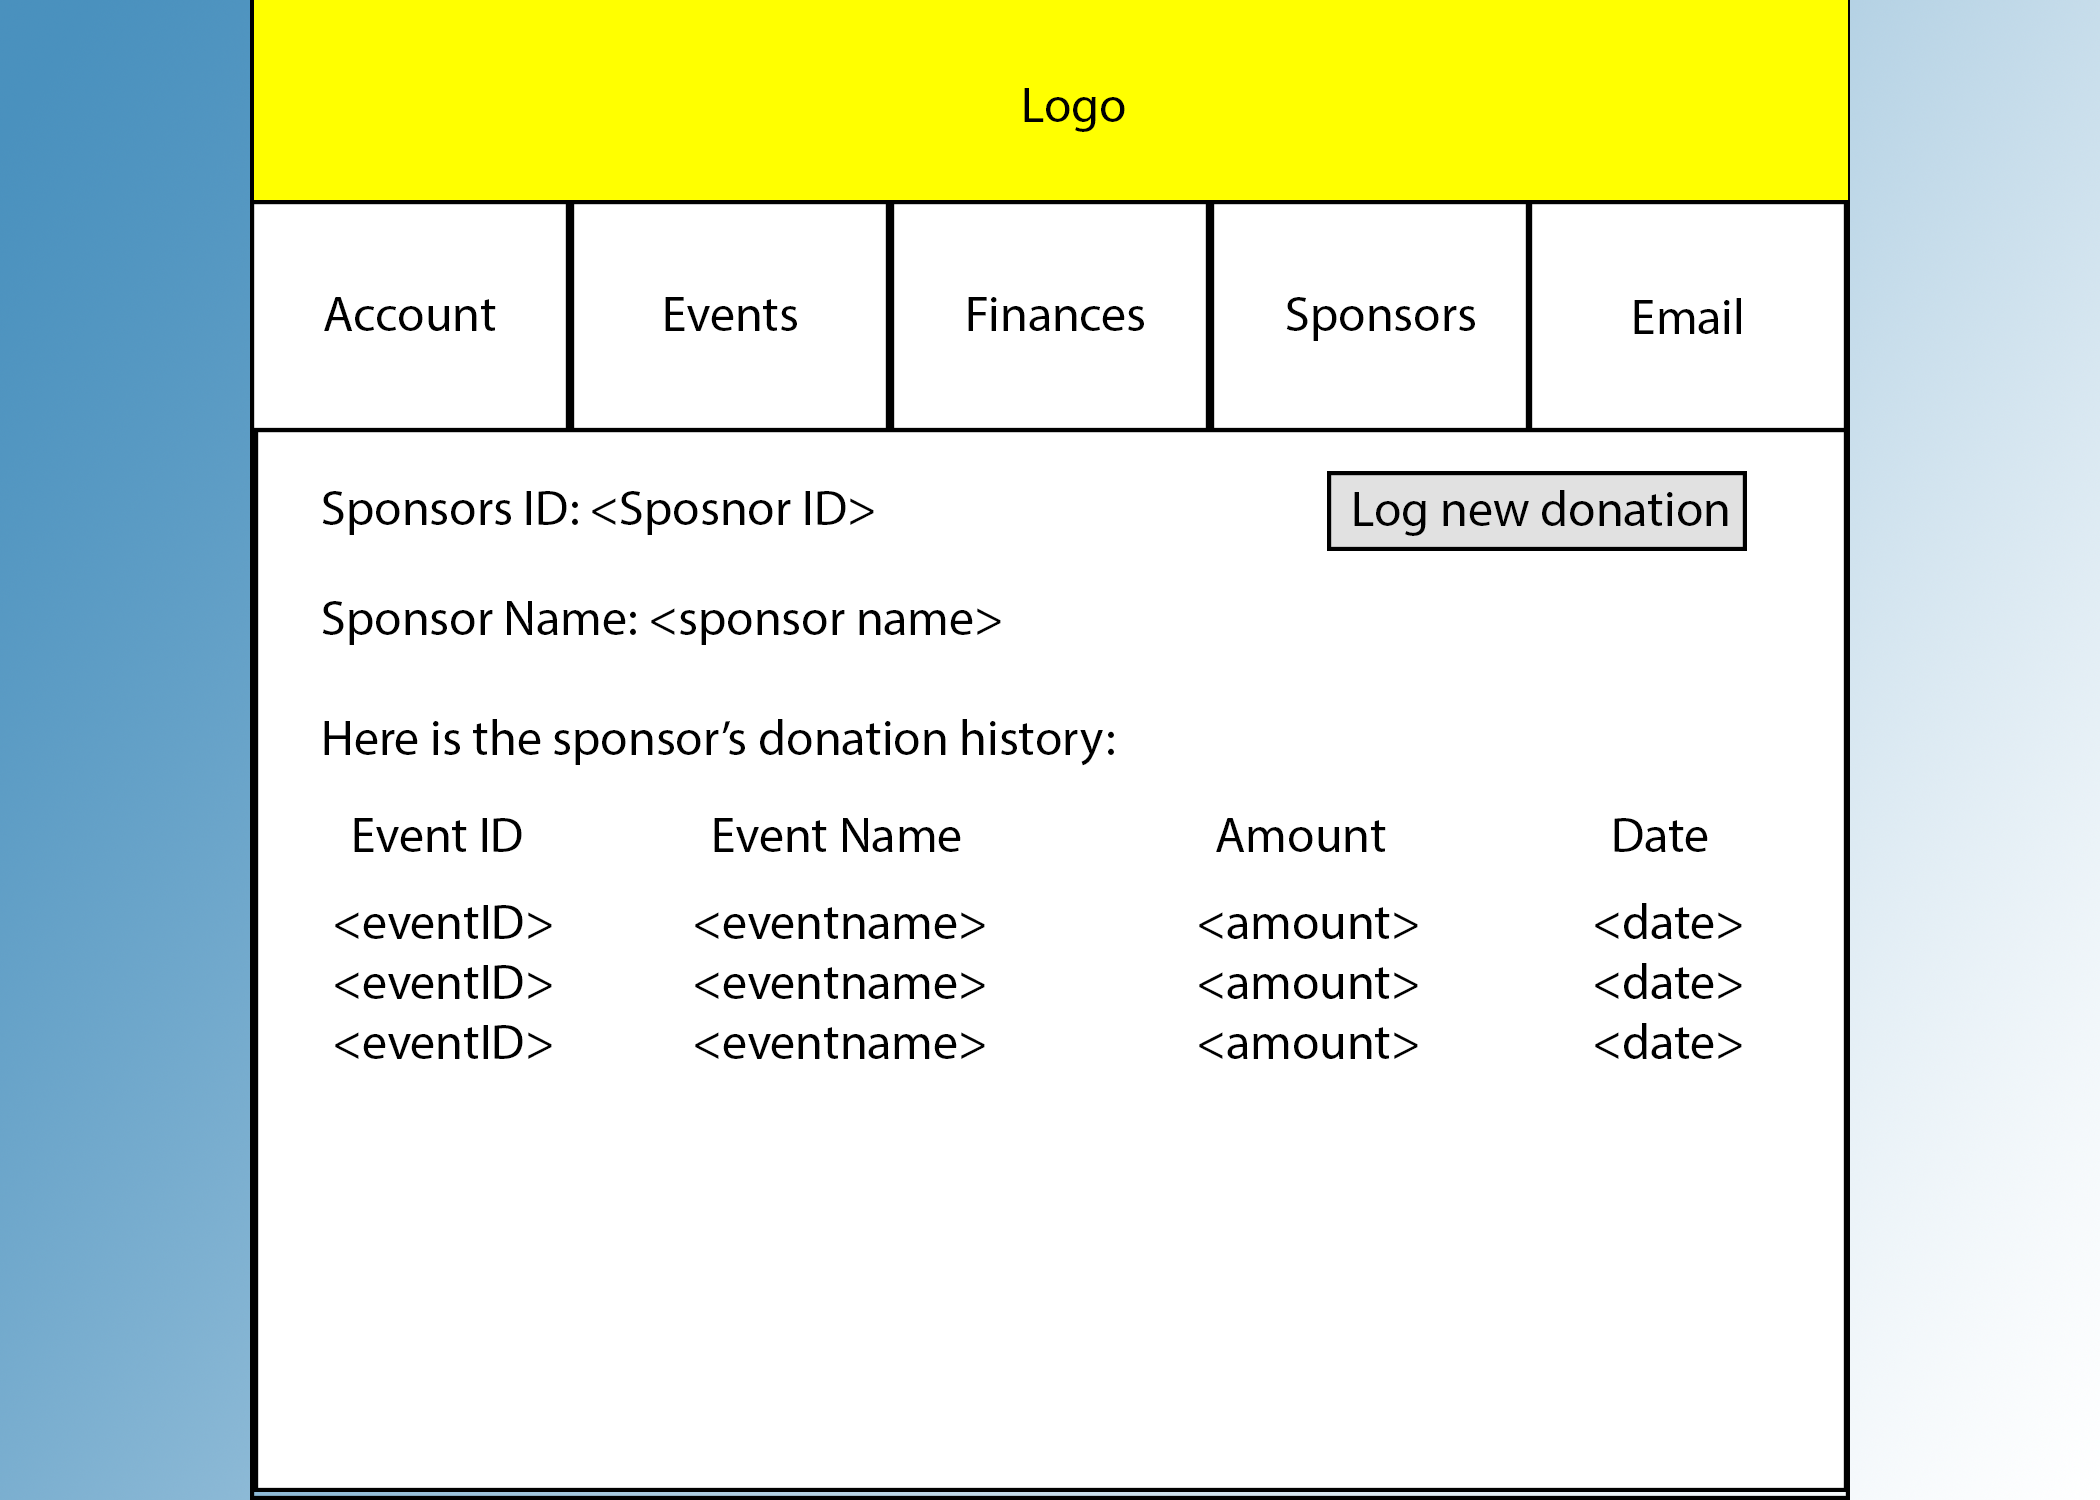 Logo
Account Events Finances Sponsors Email
Sponsors ID: <Sposnor ID> Log new donation
Sponsor Name: <sponsor name>
Here is the sponsor’s donation history:
Event ID Event Name Amount Date
<eventID> <eventname> <amount> <date>
<eventID> <eventname> <amount> <date>
<eventID> <eventname> <amount> <date>